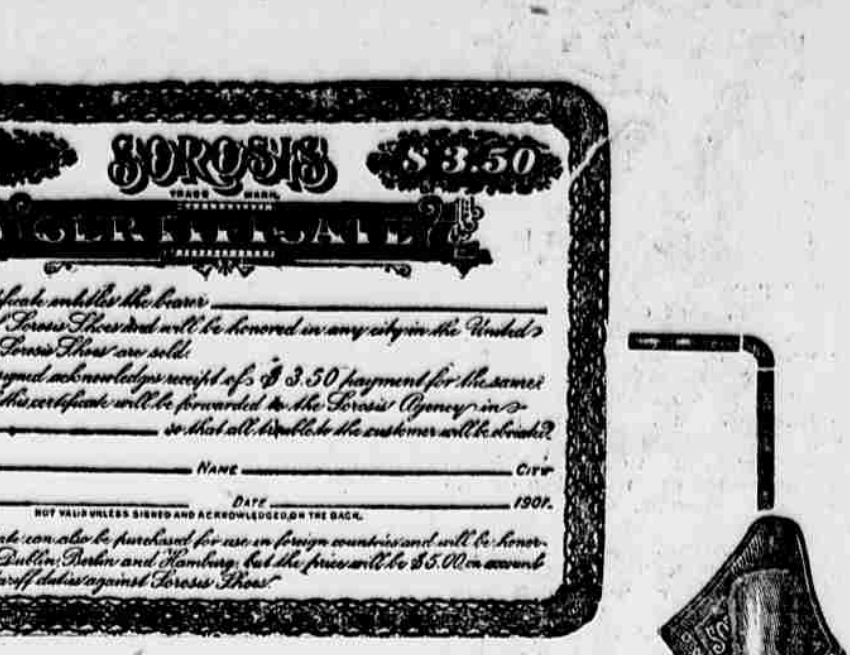 SOROSIS $3.50
TRADE MARK.
CERTIFICATE
ficate entitles the bearer
Sorosis Shoes and will be honored in any city in the United
Sorosis Shoes are sold.
signed acknowledges receipt of $3.50 payment for the same
this certificate will be forwarded to the Sorosis Agency in
so that all trouble to the customer will be avoided.
NAME CITY
DATE 1901.
NOT VALID UNLESS SIGNED AND ACKNOWLEDGED, ON THE BACK.
ate can also be purchased for use in foreign countries and will be honor-
Dublin, Berlin and Hamburg, but the price will be $5.00 on account
ariff duties against Sorosis Shoes.